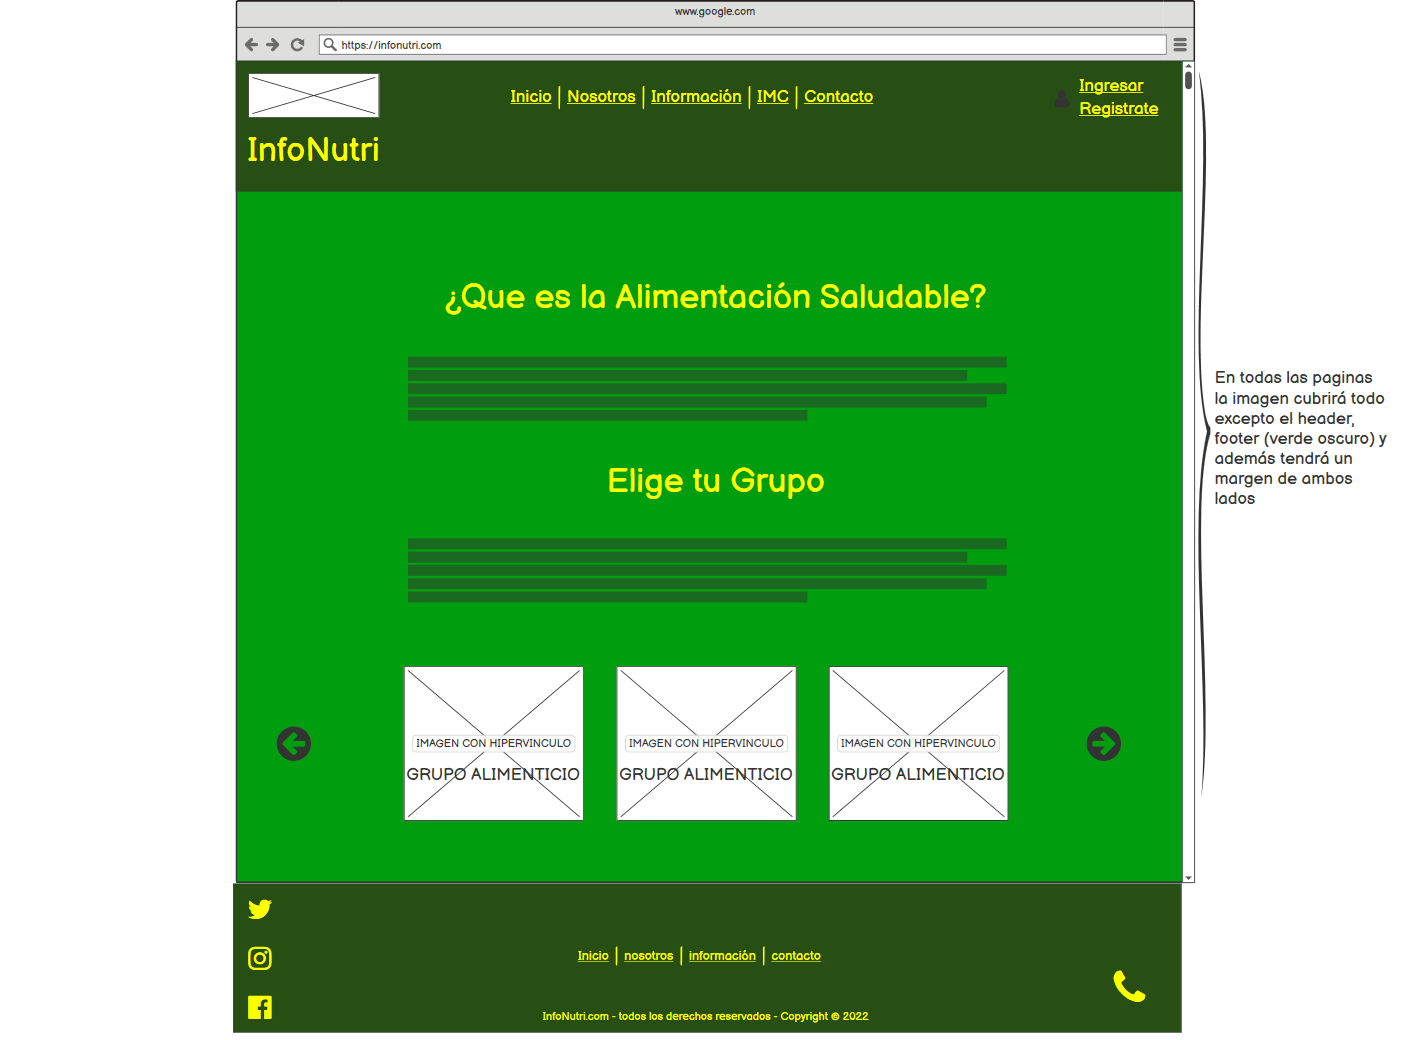 www.google.com
https://infonutri.com
Inicio | Nosotros | Información | IMC | Contacto
Ingresar
Registrate
InfoNutri
¿Que es la Alimentación Saludable?
Elige tu Grupo
IMAGEN CON HIPERVINCULO
GRUPO ALIMENTICIO
IMAGEN CON HIPERVINCULO
GRUPO ALIMENTICIO
IMAGEN CON HIPERVINCULO
GRUPO ALIMENTICIO
En todas las paginas
la imagen cubrirá todo
excepto el header,
footer (verde oscuro) y
además tendrá un
margen de ambos
lados
Inicio | nosotros | información | contacto
InfoNutri.com - todos los derechos reservados - Copyright © 2022